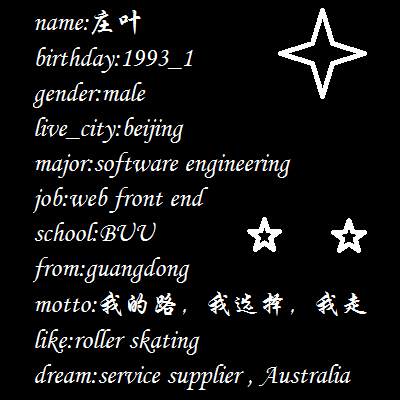 name:庄叶
birthday:1993_1
gender:male
live_city:beijing
major:software engineering
job:web front end
school:BUU
from:guangdong
motto:我的路，我选择，我走
like:roller skating
dream:service supplier , Australia